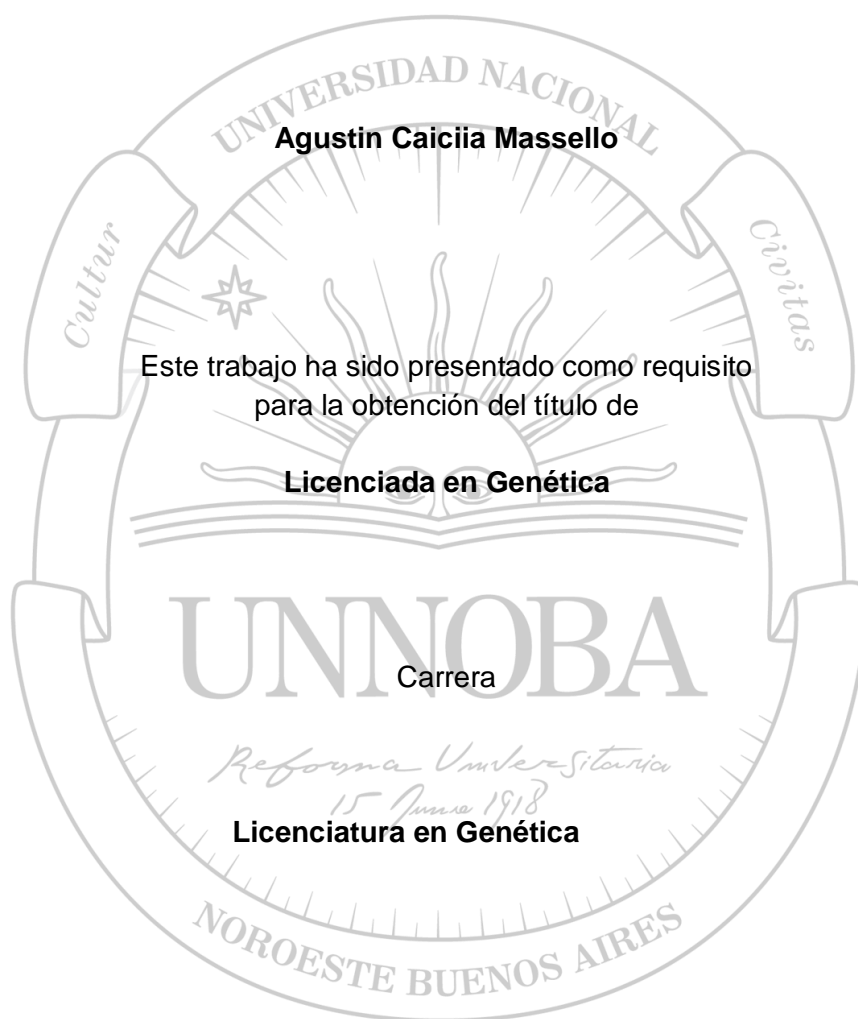 UNIVERSIDAD NACIONAL
Agustin Caiciia Massello
Cultur
Civitas
Este trabajo ha sido presentado como requisito
para la obtención del título de
Licenciada en Genética
UNNOBA
Carrera
Reforma Universitaria
15 Junio 1918
Licenciatura en Genética
NOROESTE BUENOS AIRES